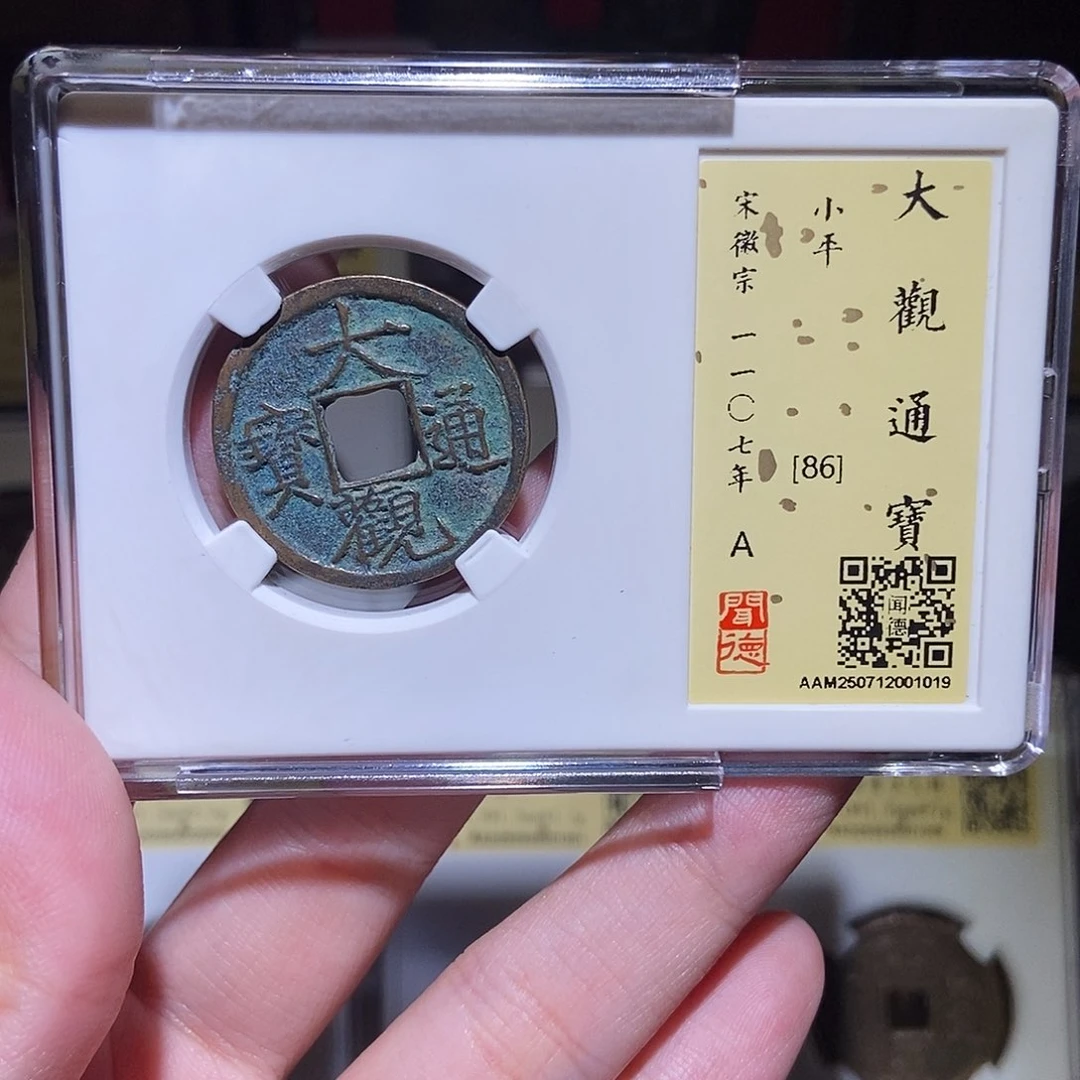 大觀通寶
大觀通寶
小平
[86]
宋徽宗 一一〇七年 A
聞德
闻德
AAM250712001019